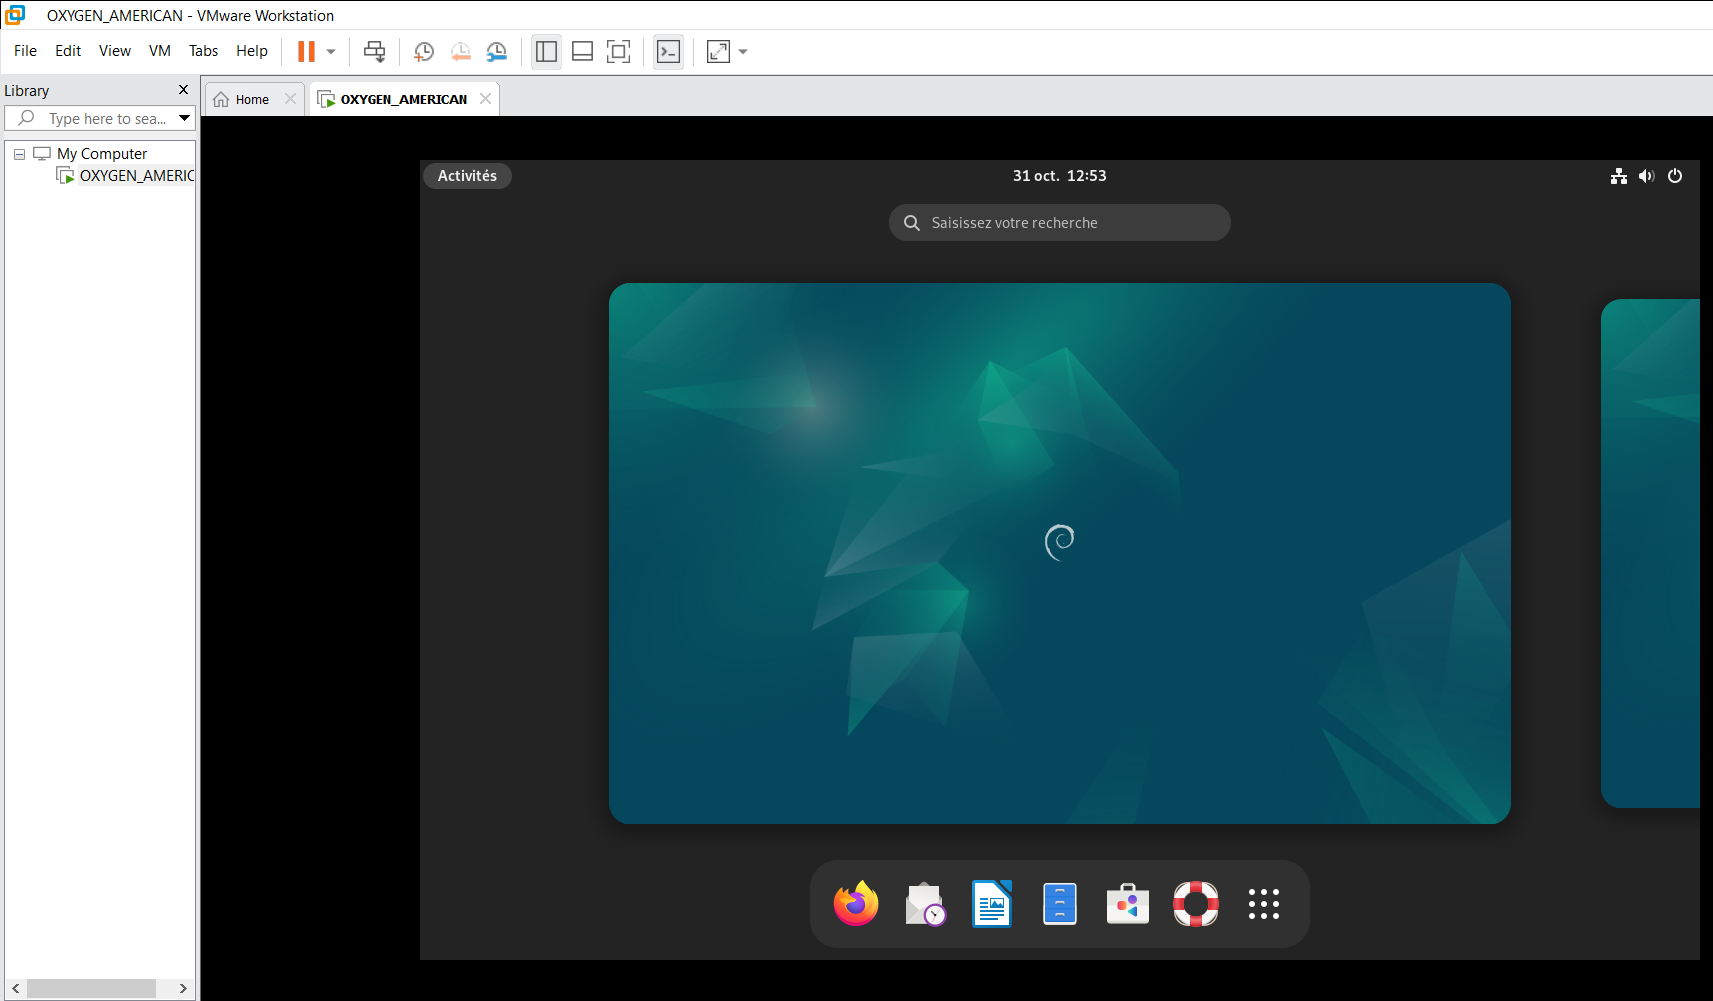 OXYGEN_AMERICAN - VMware Workstation
File Edit View VM Tabs Help
Library
Type here to sea...
My Computer
OXYGEN_AMERIC
Home
OXYGEN_AMERICAN
Activités
31 oct. 12:53
Saisissez votre recherche